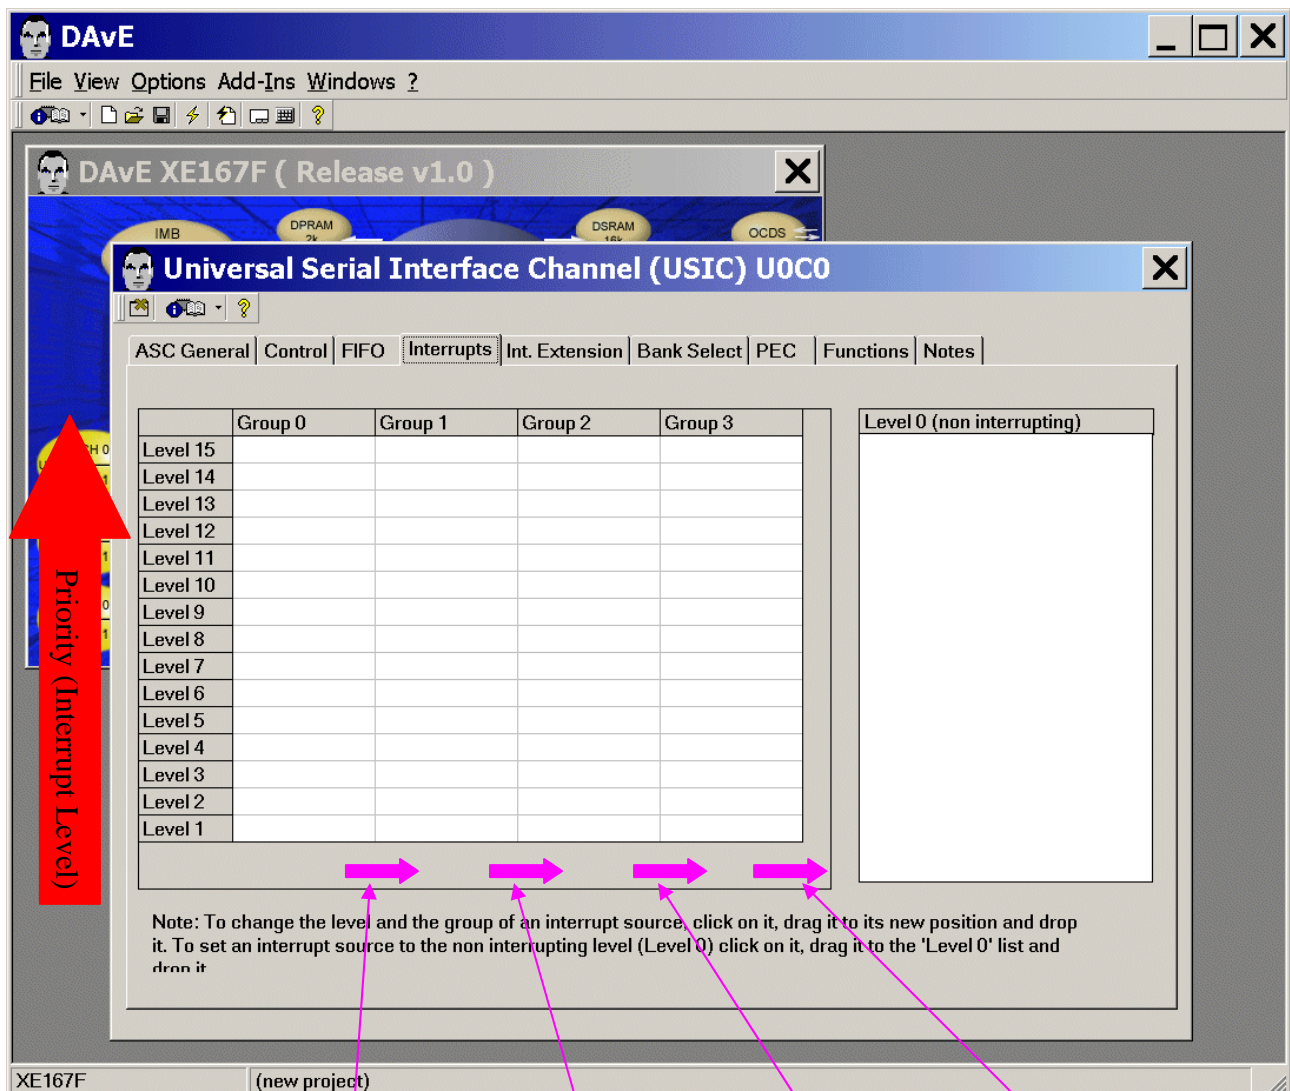 DAvE
File View Options Add-Ins Windows ?
DAvE XE167F ( Release v1.0 )
IMB
DPRAM
2k
DSRAM
16k
OCDS
Universal Serial Interface Channel (USIC) U0C0
ASC General Control FIFO Interrupts Int. Extension Bank Select PEC Functions Notes
Group 0 Group 1 Group 2 Group 3
Level 15
Level 14
Level 13
Level 12
Level 11
Level 10
Level 9
Level 8
Level 7
Level 6
Level 5
Level 4
Level 3
Level 2
Level 1
Level 0 (non interrupting)
Priority (Interrupt Level)
Note: To change the level and the group of an interrupt source, click on it, drag it to its new position and drop
it. To set an interrupt source to the non interrupting level (Level 0) click on it, drag it to the 'Level 0' list and
drop it
XE167F (new project)